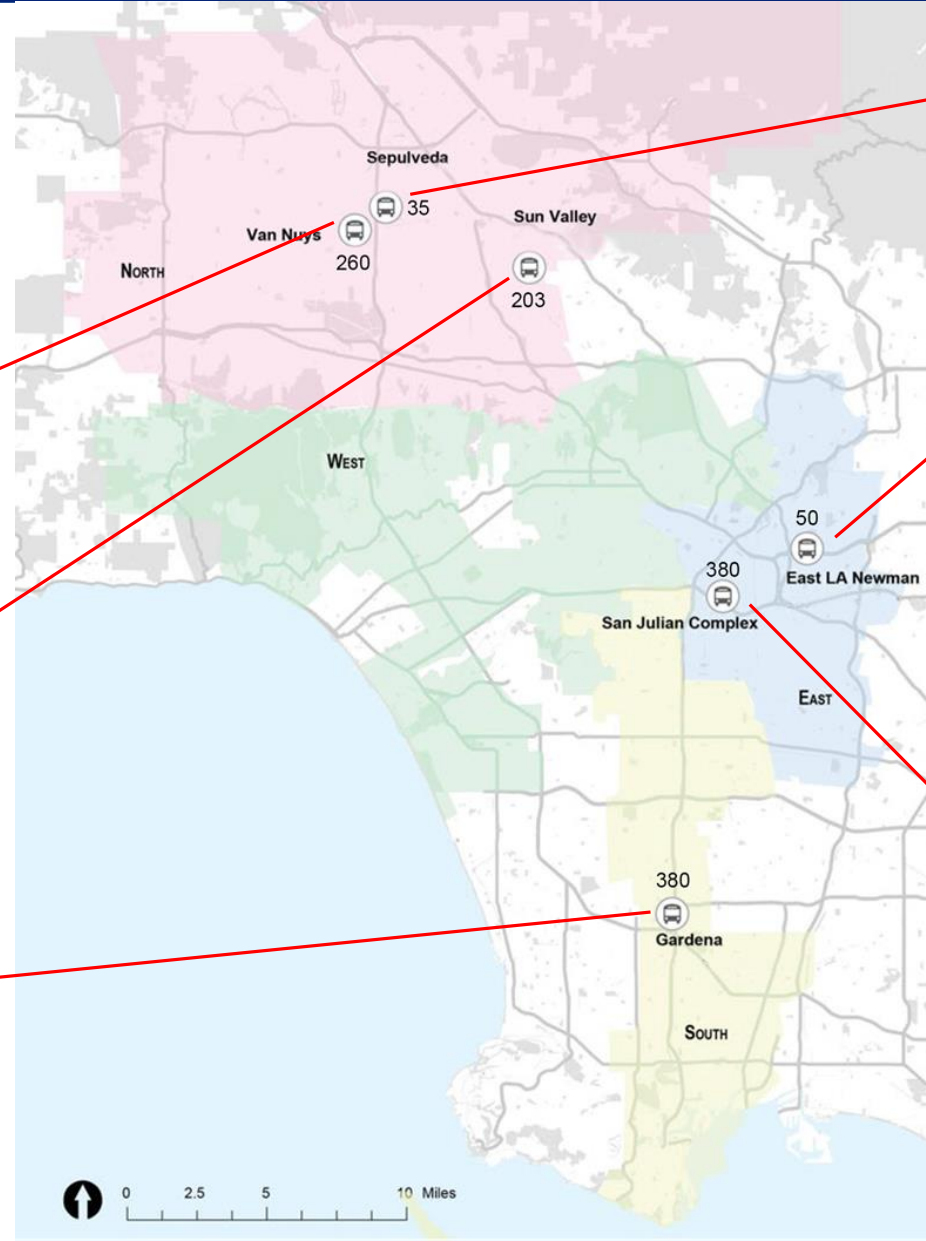 Sepulveda
35
Van Nuys
260
Sun Valley
203
NORTH
WEST
50
East LA Newman
380
San Julian Complex
EAST
380
Gardena
SOUTH
0 2.5 5 10 Miles